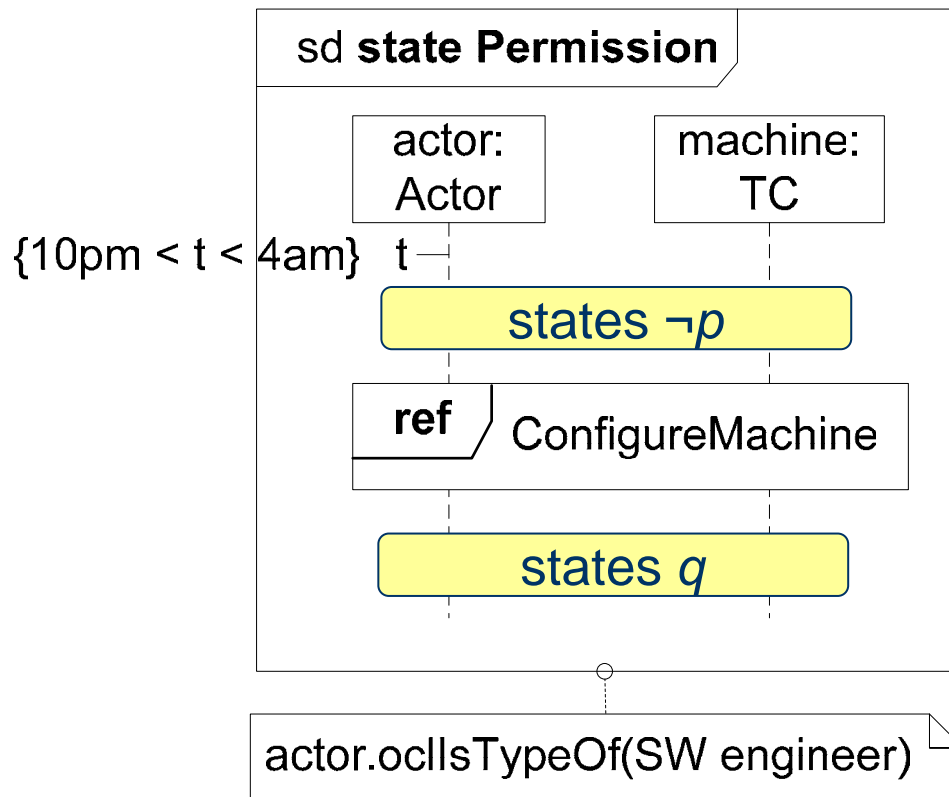 sd state Permission
actor:
Actor
machine:
TC
{10pm < t < 4am} t
states ¬p
ref
ConfigureMachine
states q
actor.oclIsTypeOf(SW engineer)